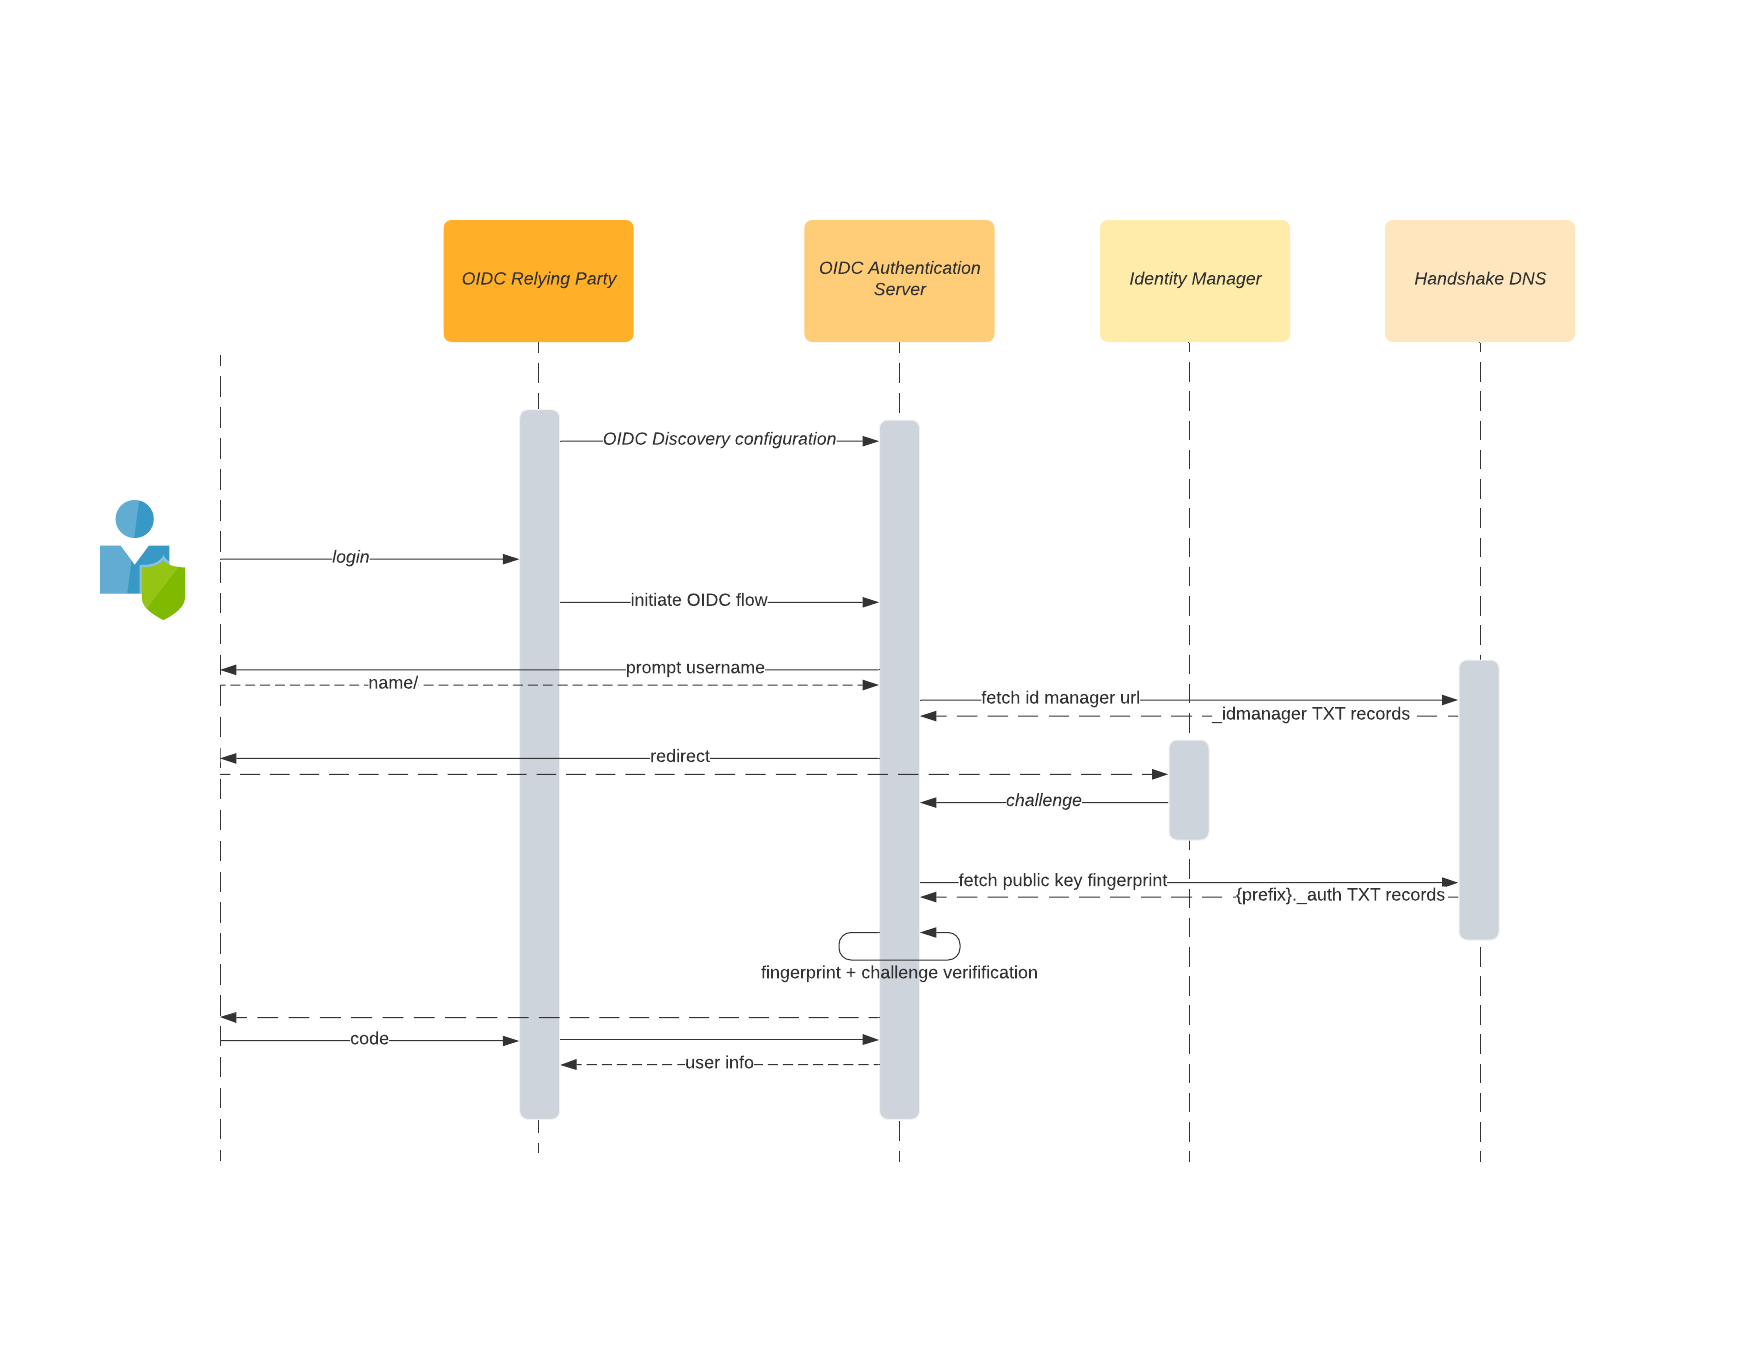 OIDC Relying Party
OIDC Authentication
Server
Identity Manager
Handshake DNS
OIDC Discovery configuration
login
initiate OIDC flow
prompt username
name/
fetch id manager url
_idmanager TXT records
redirect
challenge
fetch public key fingerprint
{prefix}._auth TXT records
fingerprint + challenge verifification
code
user info